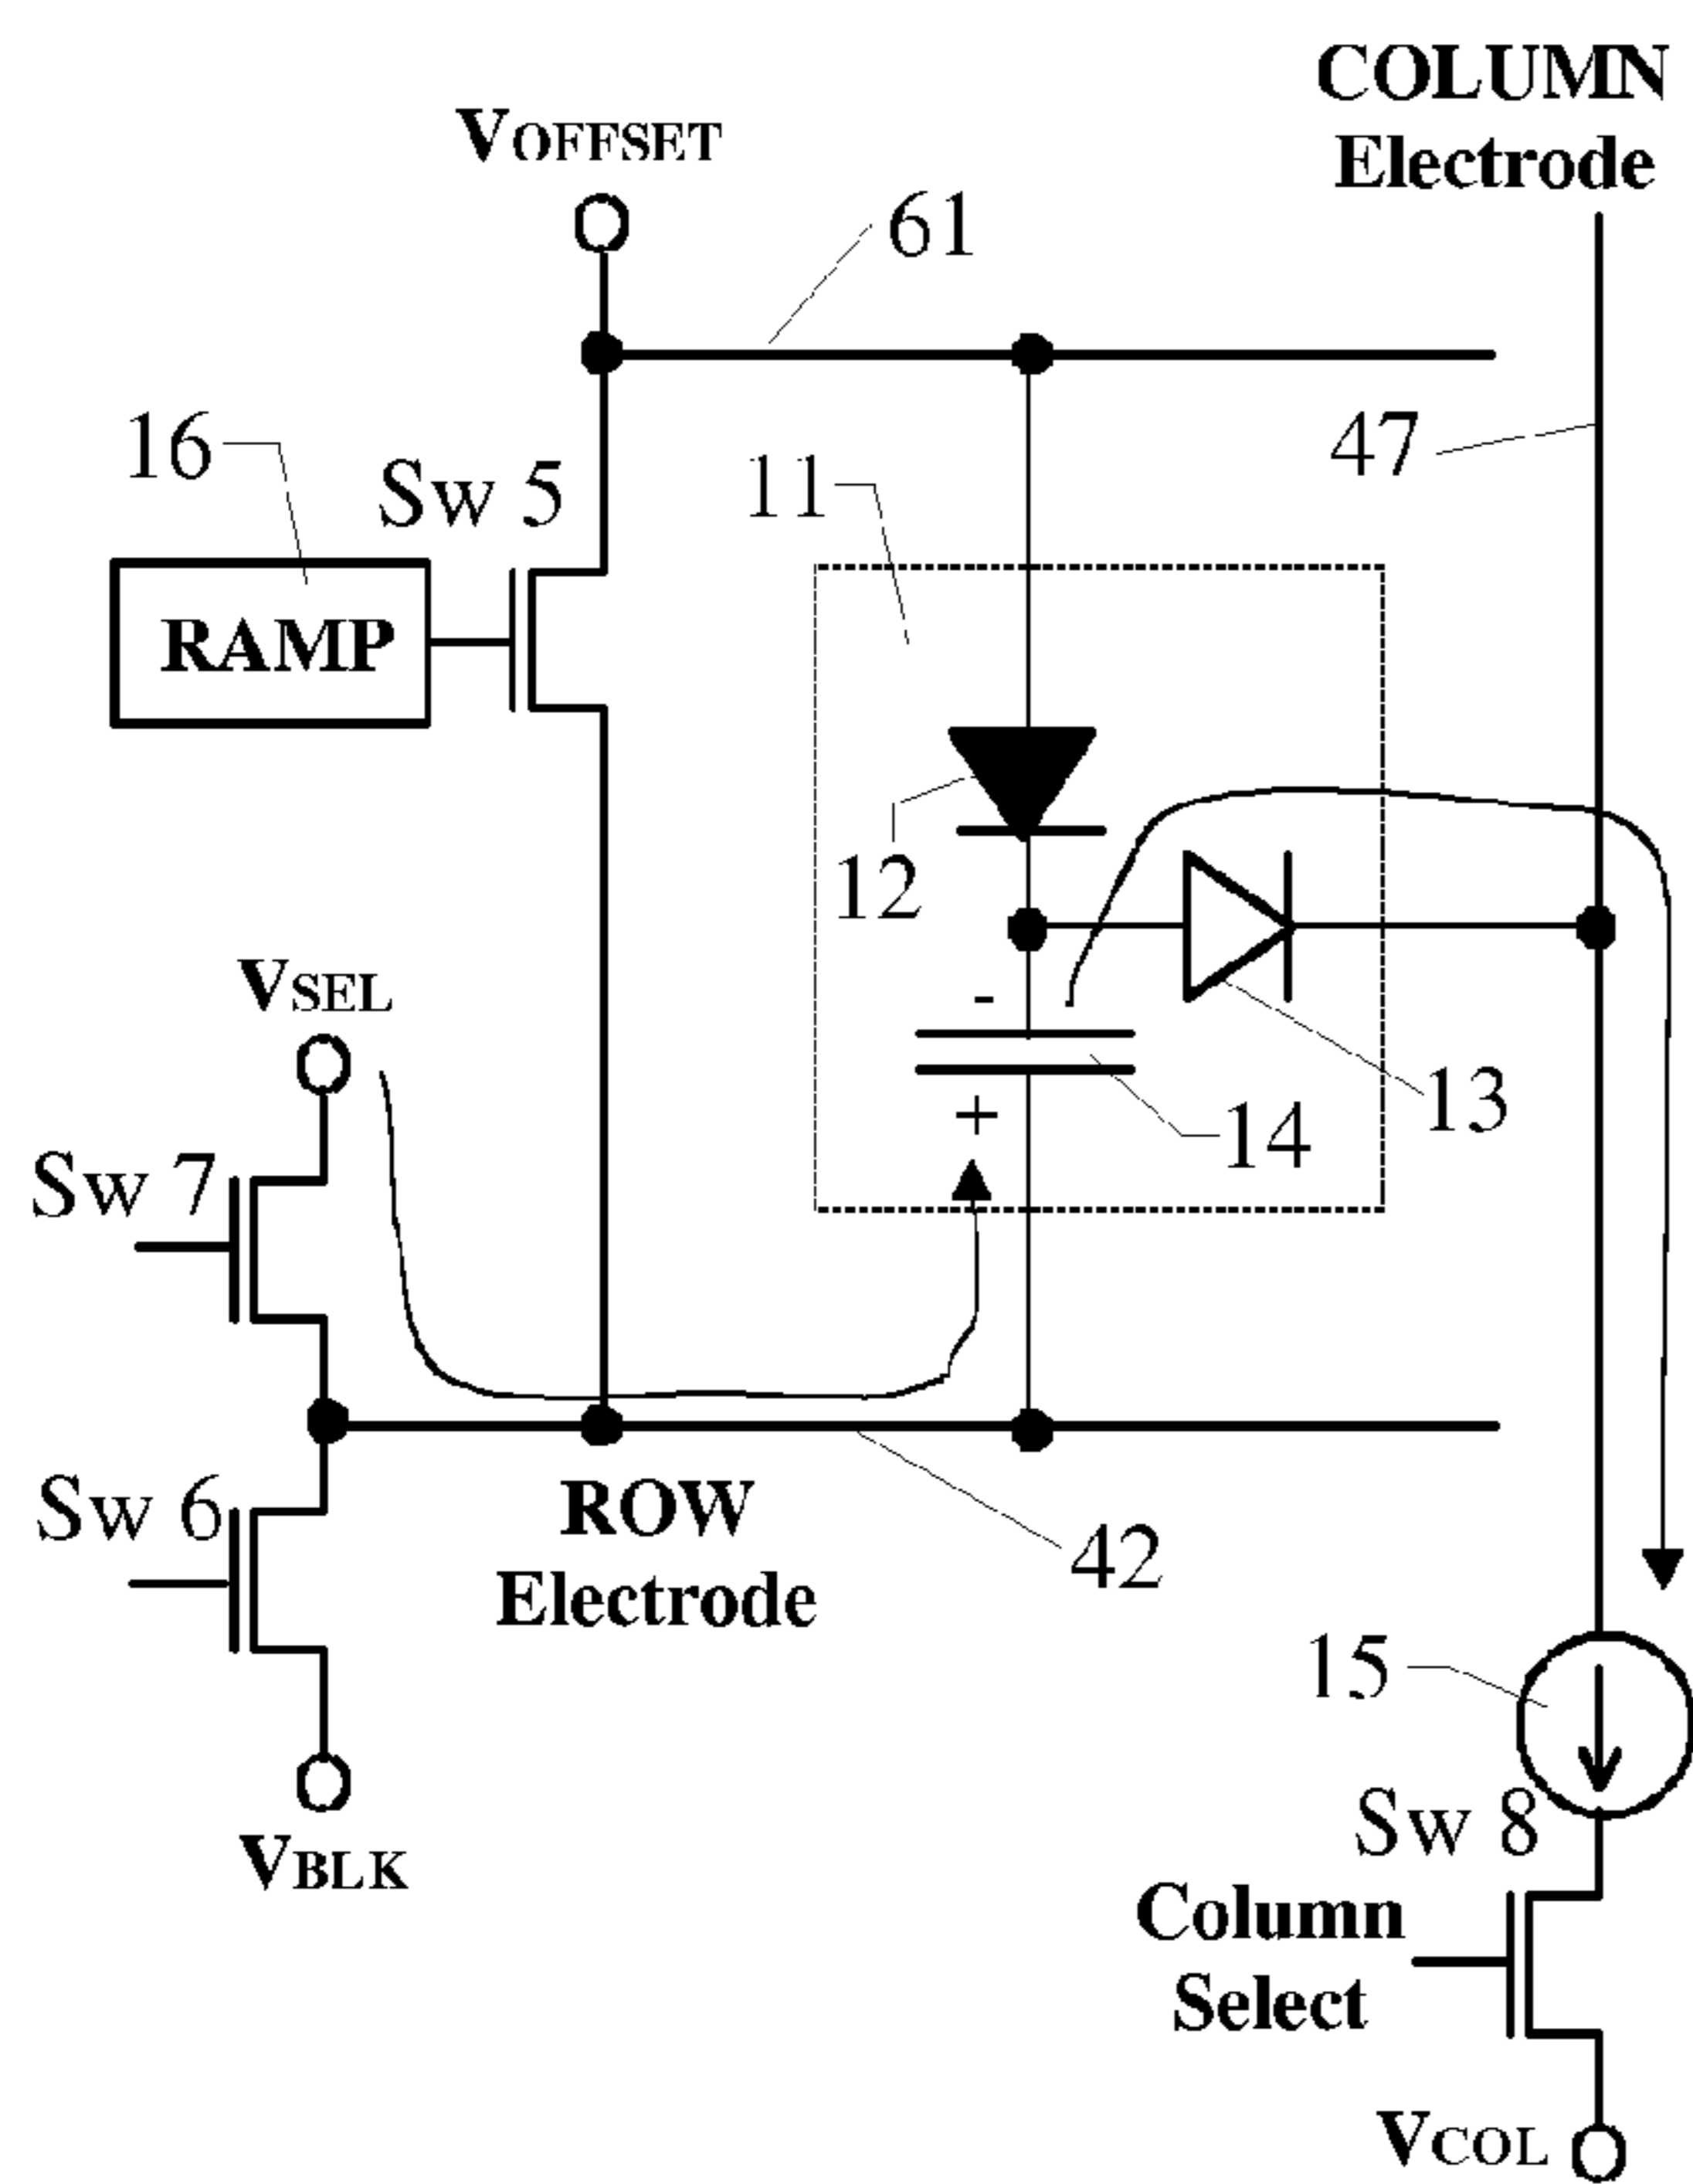 COLUMN
Electrode
VOFFSET
61
16
Sw 5
11
47
RAMP
12
VSEL
-
13
+
14
Sw 7
Sw 6
ROW
Electrode
42
15
Sw 8
VBLK
Column
Select
VCOL